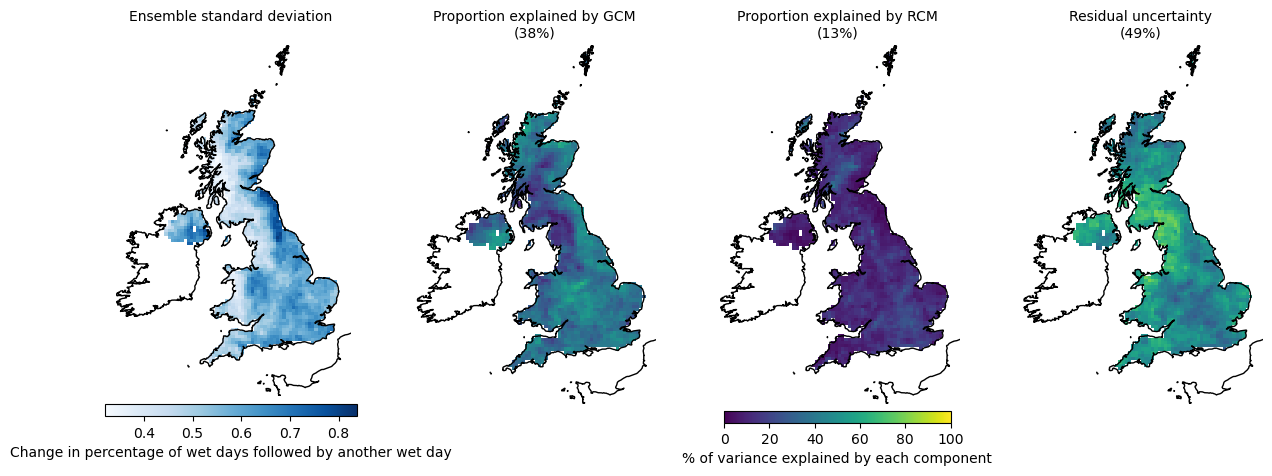 Ensemble standard deviation
Proportion explained by GCM
(38%)
Proportion explained by RCM
(13%)
Residual uncertainty
(49%)
0.4 0.5 0.6 0.7 0.8
Change in percentage of wet days followed by another wet day
0 20 40 60 80 100
% of variance explained by each component